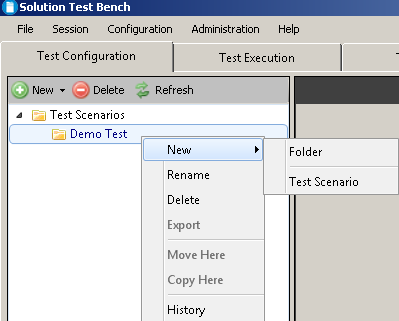 Solution Test Bench
File Session Configuration Administration Help
Test Configuration Test Execution T
New Delete Refresh
Test Scenarios
Demo Test
New
Folder
Rename
Test Scenario
Delete
Export
Move Here
Copy Here
History